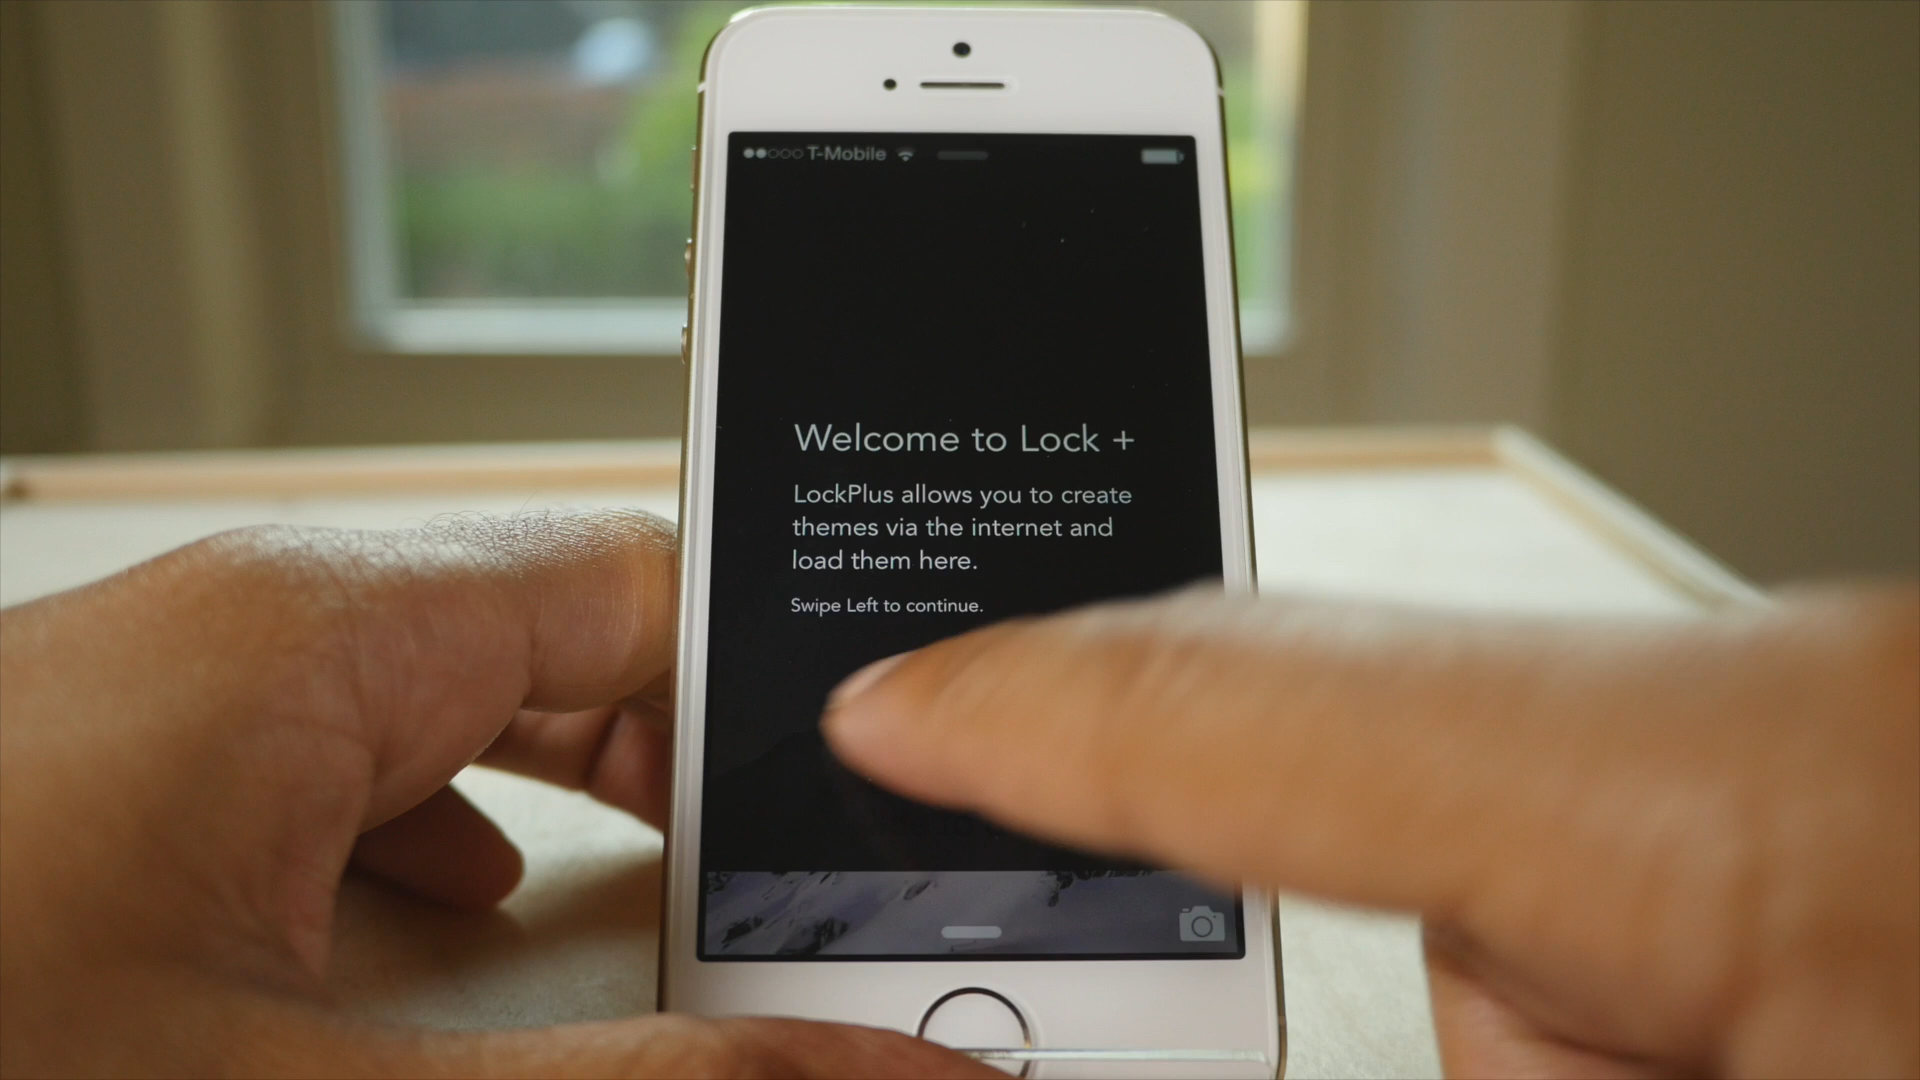 T-Mobile
Welcome to Lock +
LockPlus allows you to create
themes via the internet and
load them here.
Swipe Left to continue.